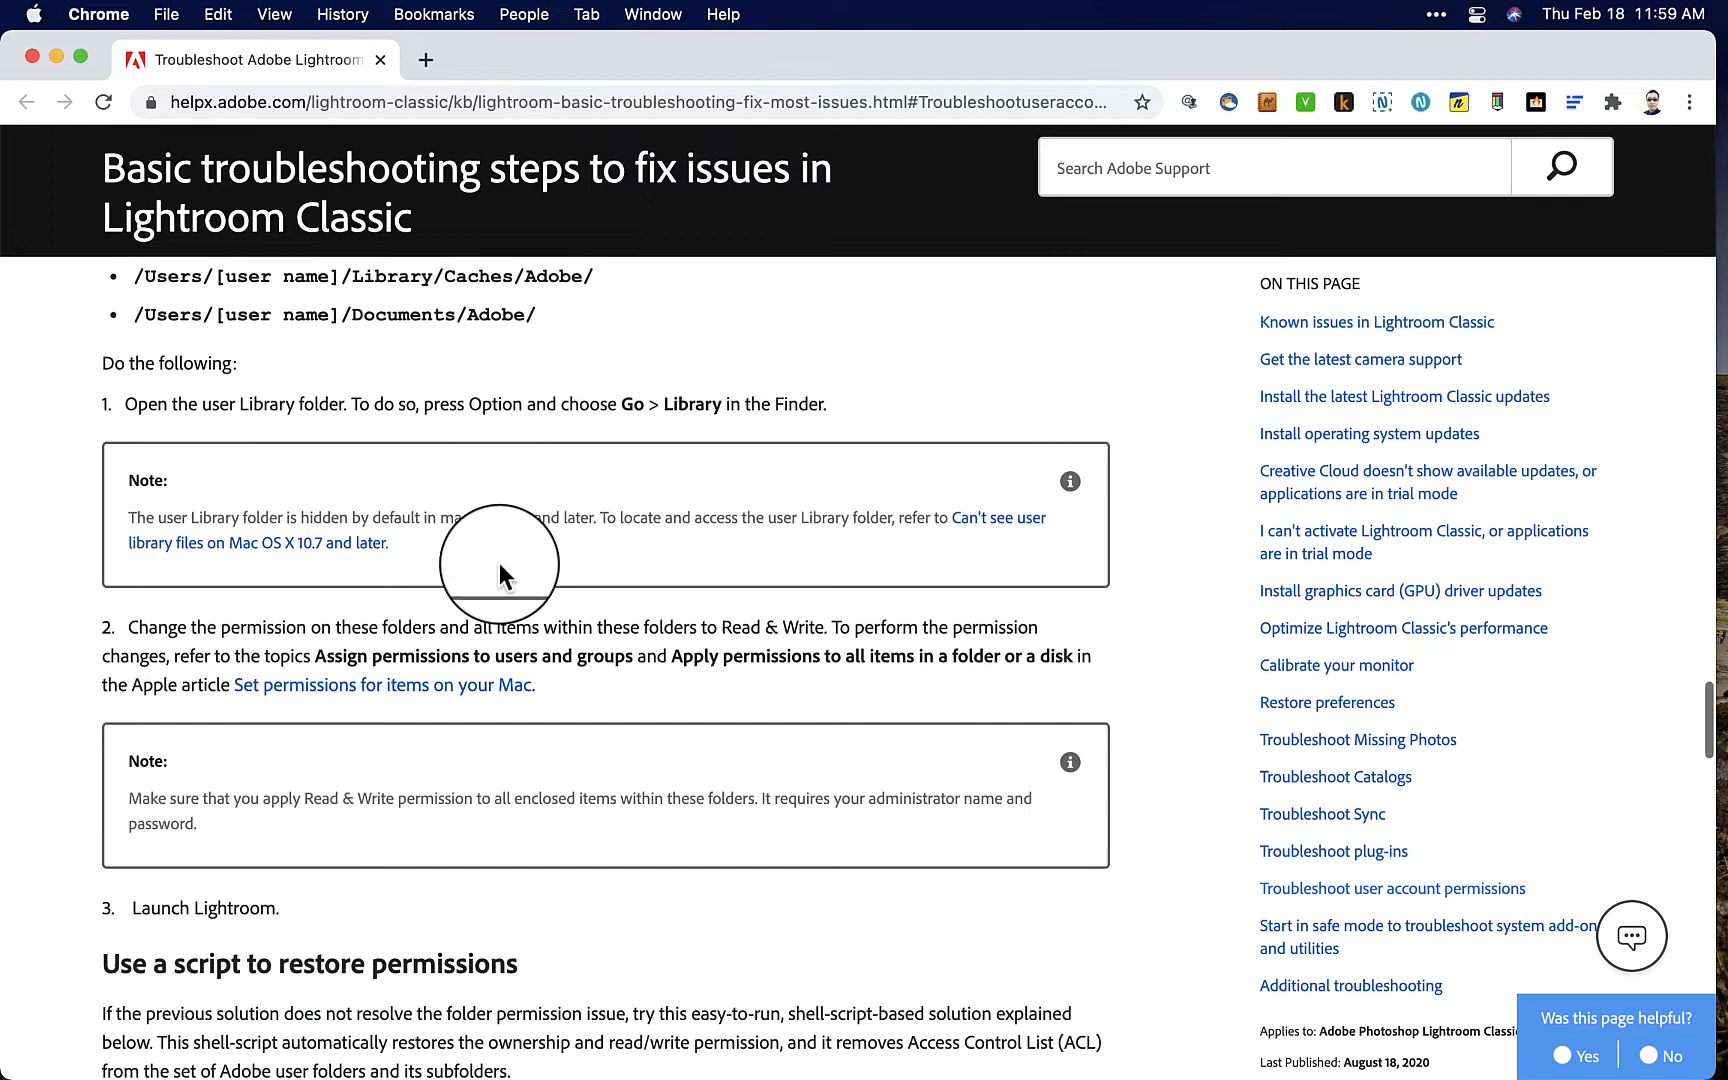 Chrome File Edit View History Bookmarks People Tab Window Help
Thu Feb 18 11:59 AM
Troubleshoot Adobe Lightroom
helpx.adobe.com/lightroom-classic/kb/lightroom-basic-troubleshooting-fix-most-issues.html#Troubleshootuseracco...
Basic troubleshooting steps to fix issues in
Lightroom Classic
Search Adobe Support
• /Users/[user name]/Library/Caches/Adobe/
• /Users/[user name]/Documents/Adobe/
Do the following:
1. Open the user Library folder. To do so, press Option and choose Go > Library in the Finder.
Note:
The user Library folder is hidden by default in nd later. To locate and access the user Library folder, refer to Can't see user
library files on Mac OS X 10.7 and later.
2. Change the permission on these folders and all items within these folders to Read & Write. To perform the permission
changes, refer to the topics Assign permissions to users and groups and Apply permissions to all items in a folder or a disk in
the Apple article Set permissions for items on your Mac.
Note:
Make sure that you apply Read & Write permission to all enclosed items within these folders. It requires your administrator name and
password.
3. Launch Lightroom.
Use a script to restore permissions
If the previous solution does not resolve the folder permission issue, try this easy-to-run, shell-script-based solution explained
below. This shell-script automatically restores the ownership and read/write permission, and it removes Access Control List (ACL)
from the set of Adobe user folders and its subfolders.
ON THIS PAGE
Known issues in Lightroom Classic
Get the latest camera support
Install the latest Lightroom Classic updates
Install operating system updates
Creative Cloud doesn't show available updates, or
applications are in trial mode
I can't activate Lightroom Classic, or applications
are in trial mode
Install graphics card (GPU) driver updates
Optimize Lightroom Classic's performance
Calibrate your monitor
Restore preferences
Troubleshoot Missing Photos
Troubleshoot Catalogs
Troubleshoot Sync
Troubleshoot plug-ins
Troubleshoot user account permissions
Start in safe mode to troubleshoot system add-on
and utilities
Additional troubleshooting
Applies to: Adobe Photoshop Lightroom Classi
Last Published: August 18, 2020
Was this page helpful?
Yes No